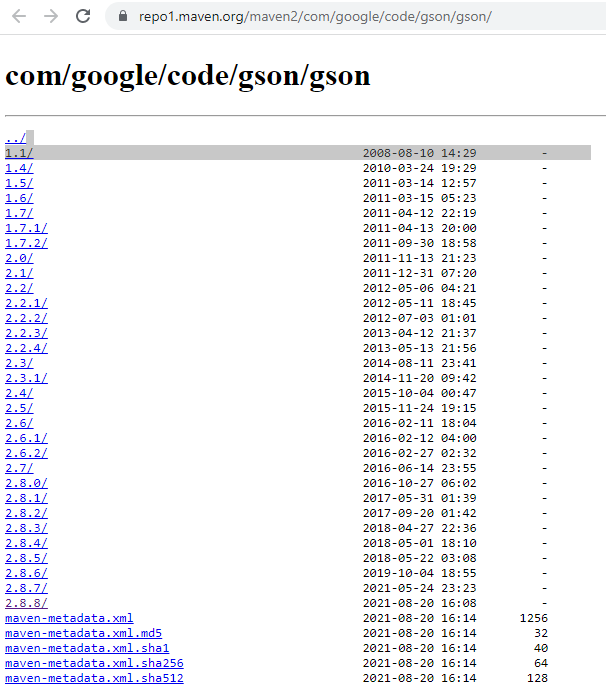 repo1.maven.org/maven2/com/google/code/gson/gson/
com/google/code/gson/gson
../
1.1/ 2008-08-10 14:29 -
1.4/ 2010-03-24 19:29 -
1.5/ 2011-03-14 12:57 -
1.6/ 2011-03-15 05:23 -
1.7/ 2011-04-12 22:19 -
1.7.1/ 2011-04-13 20:00 -
1.7.2/ 2011-09-30 18:58 -
2.0/ 2011-11-13 21:23 -
2.1/ 2011-12-31 07:20 -
2.2/ 2012-05-06 04:21 -
2.2.1/ 2012-05-11 18:45 -
2.2.2/ 2012-07-03 01:01 -
2.2.3/ 2013-04-12 21:37 -
2.2.4/ 2013-05-13 21:56 -
2.3/ 2014-08-11 23:41 -
2.3.1/ 2014-11-20 09:42 -
2.4/ 2015-10-04 00:47 -
2.5/ 2015-11-24 19:15 -
2.6/ 2016-02-11 18:04 -
2.6.1/ 2016-02-12 04:00 -
2.6.2/ 2016-02-27 02:32 -
2.7/ 2016-06-14 23:55 -
2.8.0/ 2016-10-27 06:02 -
2.8.1/ 2017-05-31 01:39 -
2.8.2/ 2017-09-20 01:42 -
2.8.3/ 2018-04-27 22:36 -
2.8.4/ 2018-05-01 18:10 -
2.8.5/ 2018-05-22 03:08 -
2.8.6/ 2019-10-04 18:55 -
2.8.7/ 2021-05-24 23:23 -
2.8.8/ 2021-08-20 16:08 -
maven-metadata.xml 2021-08-20 16:14 1256
maven-metadata.xml.md5 2021-08-20 16:14 32
maven-metadata.xml.sha1 2021-08-20 16:14 40
maven-metadata.xml.sha256 2021-08-20 16:14 64
maven-metadata.xml.sha512 2021-08-20 16:14 128